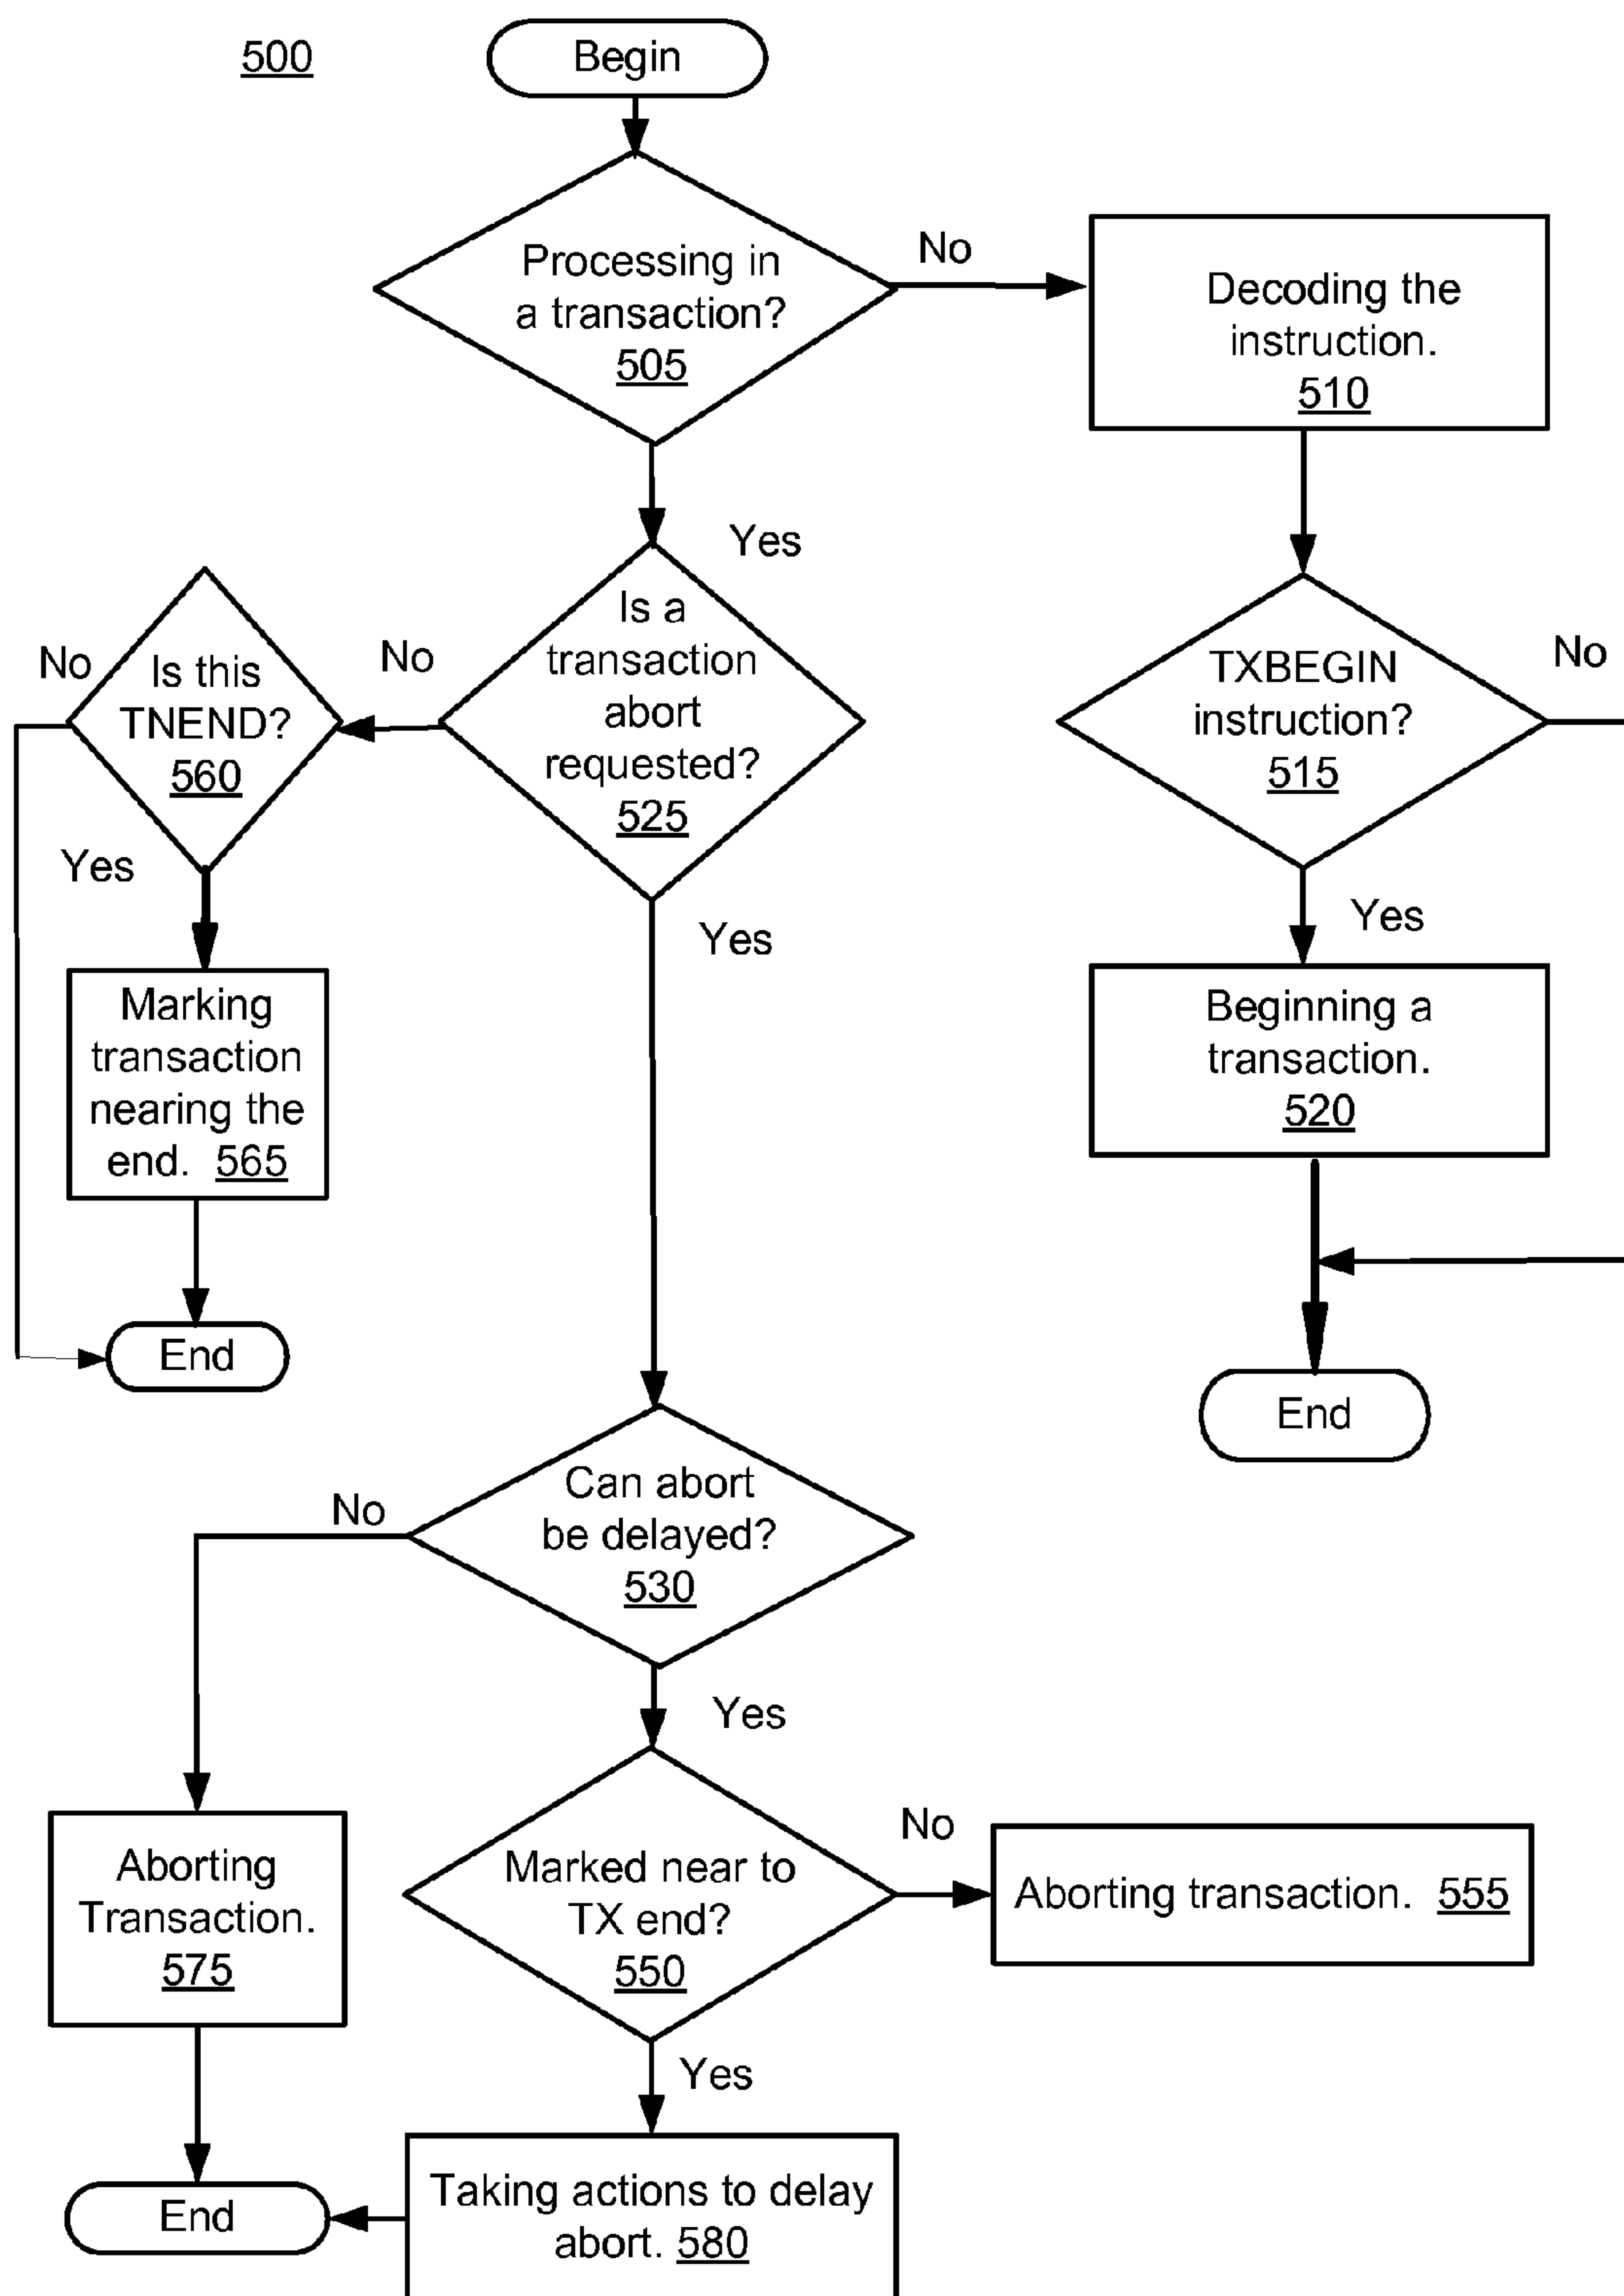 500
Begin
Processing in
a transaction?
505
No
Decoding the
instruction.
510
Yes
Is a
transaction
abort
requested?
525
No
Is this
TNEND?
560
No
Yes
Marking
transaction
nearing the
end. 565
End
TXBEGIN
instruction?
515
No
Yes
Beginning a
transaction.
520
End
Yes
Can abort
be delayed?
530
No
Yes
Aborting
Transaction.
575
Marked near to
TX end?
550
No
Aborting transaction. 555
Yes
Taking actions to delay
abort. 580
End